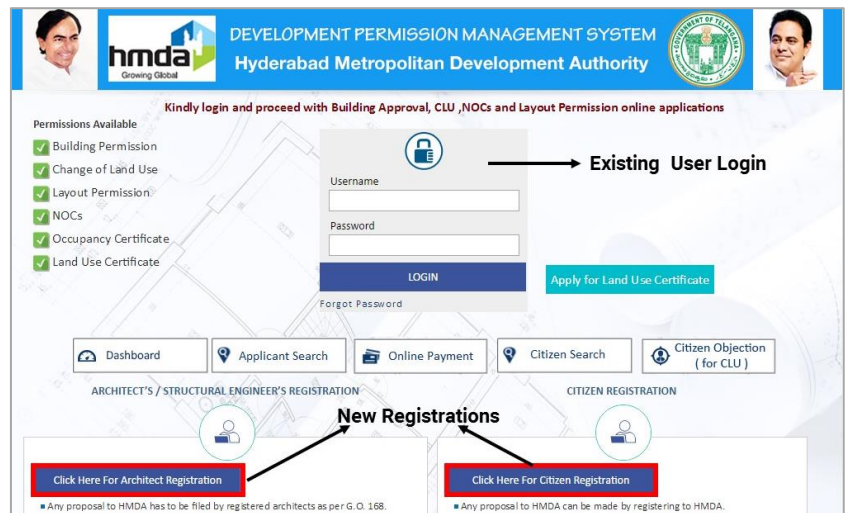 hmda
Growing Global
DEVELOPMENT PERMISSION MANAGEMENT SYSTEM
Hyderabad Metropolitan Development Authority
Kindly login and proceed with Building Approval, CLU ,NOCs and Layout Permission online applications
Permissions Available
Building Permission
Change of Land Use
Layout Permission
NOCs
Occupancy Certificate
Land Use Certificate
Username
Password
LOGIN
Forgot Password
Existing User Login
Apply for Land Use Certificate
Dashboard
Applicant Search
Online Payment
Citizen Search
Citizen Objection
( for CLU )
ARCHITECT'S / STRUCTURAL ENGINEER'S REGISTRATION
CITIZEN REGISTRATION
New Registrations
Click Here For Architect Registration
Click Here For Citizen Registration
Any proposal to HMDA has to be filed by registered architects as per G.O. 168.
Any proposal to HMDA can be made by registering to HMDA.